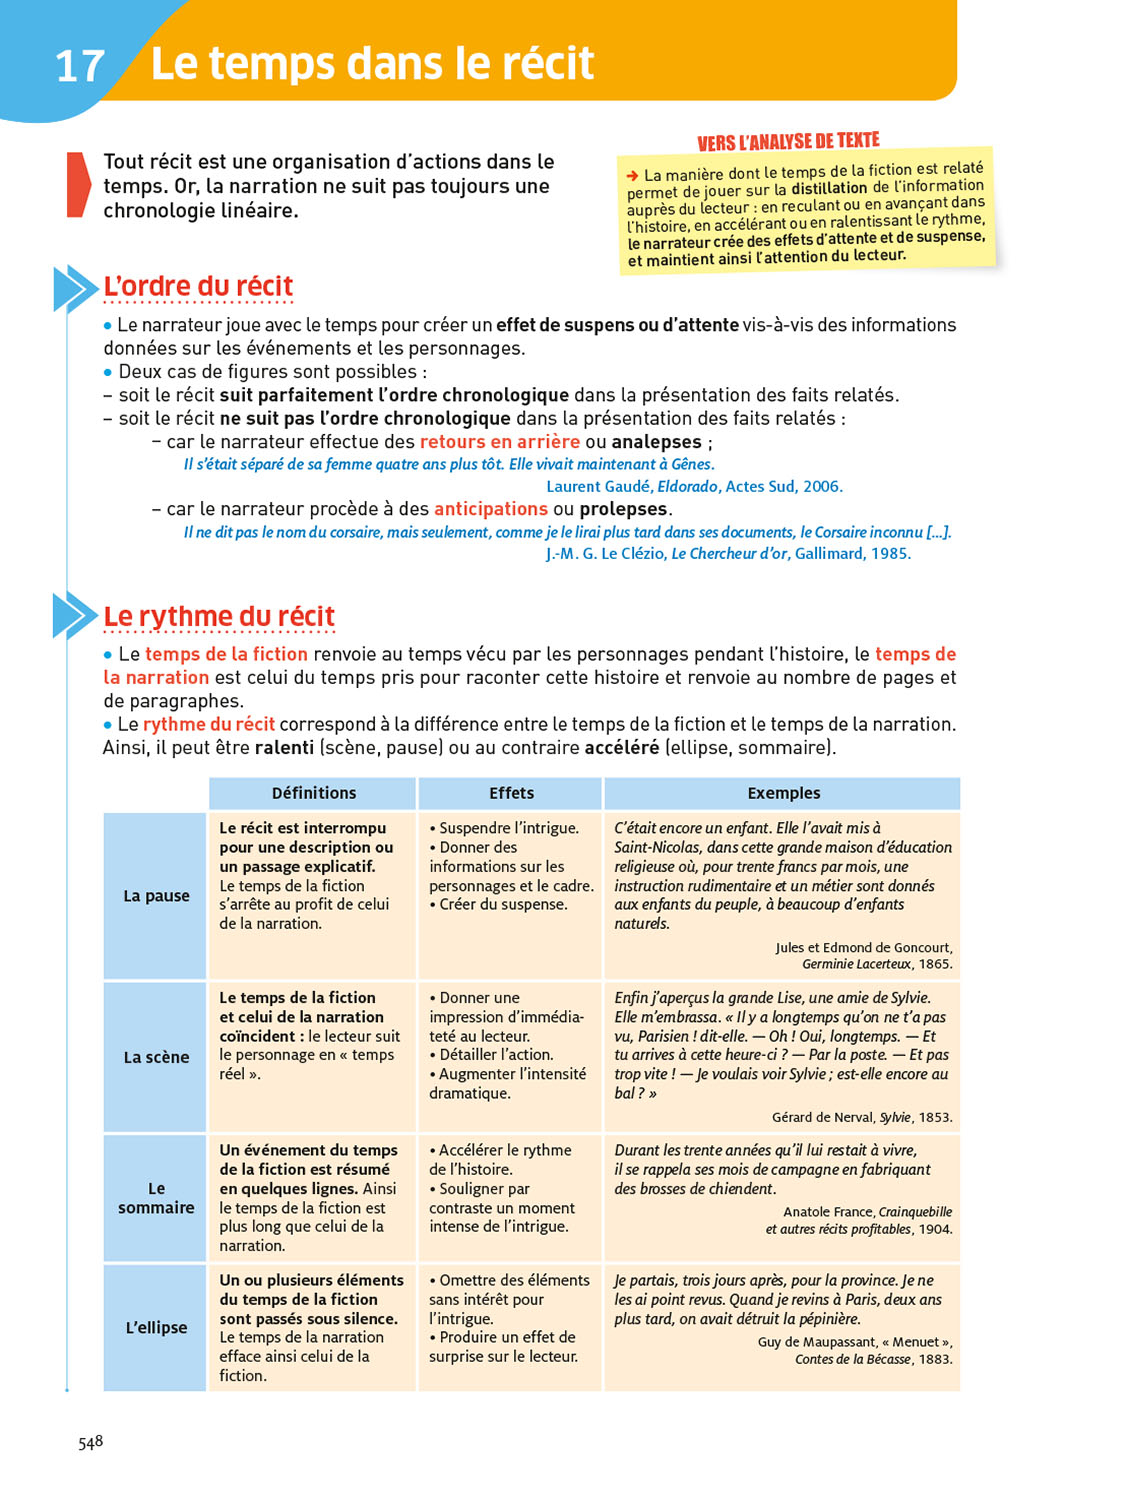 17 Le temps dans le récit
Tout récit est une organisation d'actions dans le
temps. Or, la narration ne suit pas toujours une
chronologie linéaire.
VERS L'ANALYSE DE TEXTE
➔ La manière dont le temps de la fiction est relaté
permet de jouer sur la distillation de l'information
auprès du lecteur : en reculant ou en avançant dans
l'histoire, en accélérant ou en ralentissant le rythme,
le narrateur crée des effets d'attente et de suspense,
et maintient ainsi l'attention du lecteur.
L'ordre du récit
• Le narrateur joue avec le temps pour créer un effet de suspens ou d'attente vis-à-vis des informations
données sur les événements et les personnages.
• Deux cas de figures sont possibles :
– soit le récit suit parfaitement l'ordre chronologique dans la présentation des faits relatés.
– soit le récit ne suit pas l'ordre chronologique dans la présentation des faits relatés :
– car le narrateur effectue des retours en arrière ou analepses ;
Il s'était séparé de sa femme quatre ans plus tôt. Elle vivait maintenant à Gênes.
Laurent Gaudé, Eldorado, Actes Sud, 2006.
– car le narrateur procède à des anticipations ou prolepses.
Il ne dit pas le nom du corsaire, mais seulement, comme je le lirai plus tard dans ses documents, le Corsaire inconnu [...].
J.-M. G. Le Clézio, Le Chercheur d'or, Gallimard, 1985.
Le rythme du récit
• Le temps de la fiction renvoie au temps vécu par les personnages pendant l'histoire, le temps de
la narration est celui du temps pris pour raconter cette histoire et renvoie au nombre de pages et
de paragraphes.
• Le rythme du récit correspond à la différence entre le temps de la fiction et le temps de la narration.
Ainsi, il peut être ralenti (scène, pause) ou au contraire accéléré (ellipse, sommaire).
Définitions
Effets
Exemples
La pause
Le récit est interrompu
pour une description ou
un passage explicatif.
Le temps de la fiction
s'arrête au profit de celui
de la narration.
• Suspendre l'intrigue.
• Donner des
informations sur les
personnages et le cadre.
• Créer du suspense.
C'était encore un enfant. Elle l'avait mis à
Saint-Nicolas, dans cette grande maison d'éducation
religieuse où, pour trente francs par mois, une
instruction rudimentaire et un métier sont donnés
aux enfants du peuple, à beaucoup d'enfants
naturels.
Jules et Edmond de Goncourt,
Germinie Lacerteux, 1865.
La scène
Le temps de la fiction
et celui de la narration
coïncident : le lecteur suit
le personnage en « temps
réel ».
• Donner une
impression d'immédia-
teté au lecteur.
• Détailler l'action.
• Augmenter l'intensité
dramatique.
Enfin j'aperçus la grande Lise, une amie de Sylvie.
Elle m'embrassa. « Il y a longtemps qu'on ne t'a pas
vu, Parisien ! dit-elle. — Oh ! Oui, longtemps. — Et
tu arrives à cette heure-ci ? — Par la poste. — Et pas
trop vite ! — Je voulais voir Sylvie ; est-elle encore au
bal ? »
Gérard de Nerval, Sylvie, 1853.
Le
sommaire
Un événement du temps
de la fiction est résumé
en quelques lignes. Ainsi
le temps de la fiction est
plus long que celui de la
narration.
• Accélérer le rythme
de l'histoire.
• Souligner par
contraste un moment
intense de l'intrigue.
Durant les trente années qu'il lui restait à vivre,
il se rappela ses mois de campagne en fabriquant
des brosses de chiendent.
Anatole France, Crainquebille
et autres récits profitables, 1904.
L'ellipse
Un ou plusieurs éléments
du temps de la fiction
sont passés sous silence.
Le temps de la narration
efface ainsi celui de la
fiction.
• Omettre des éléments
sans intérêt pour
l'intrigue.
• Produire un effet de
surprise sur le lecteur.
Je partais, trois jours après, pour la province. Je ne
les ai point revus. Quand je revins à Paris, deux ans
plus tard, on avait détruit la pépinière.
Guy de Maupassant, « Menuet »,
Contes de la Bécasse, 1883.
548